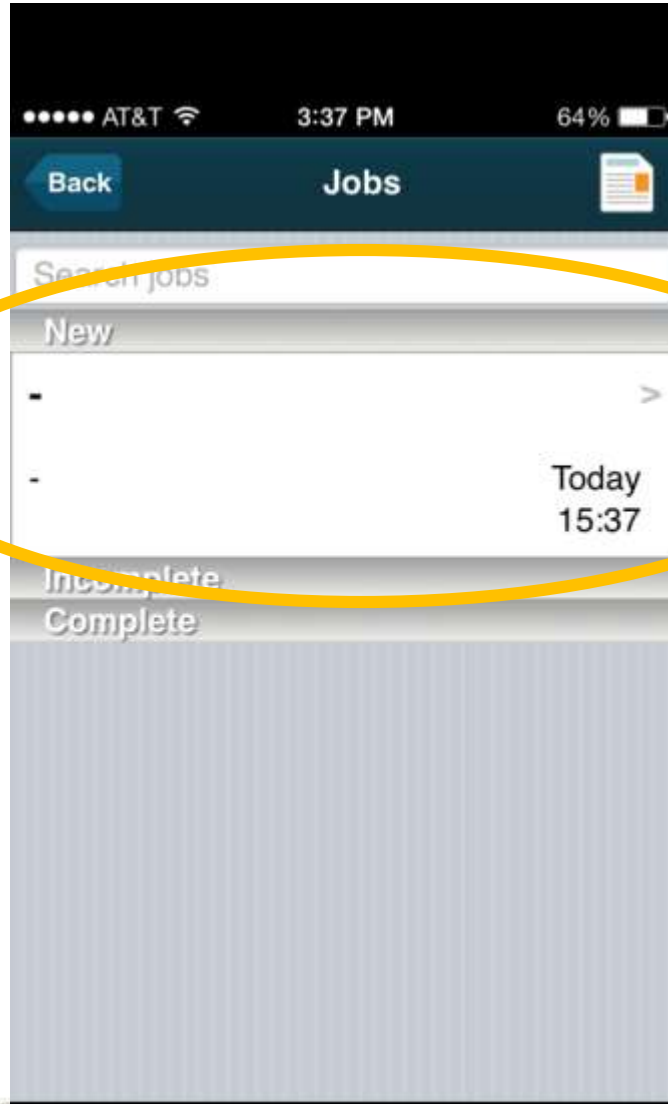 AT&T 3:37 PM 64%
Back Jobs
Search jobs
New
- >
- Today
15:37
Incomplete
Complete